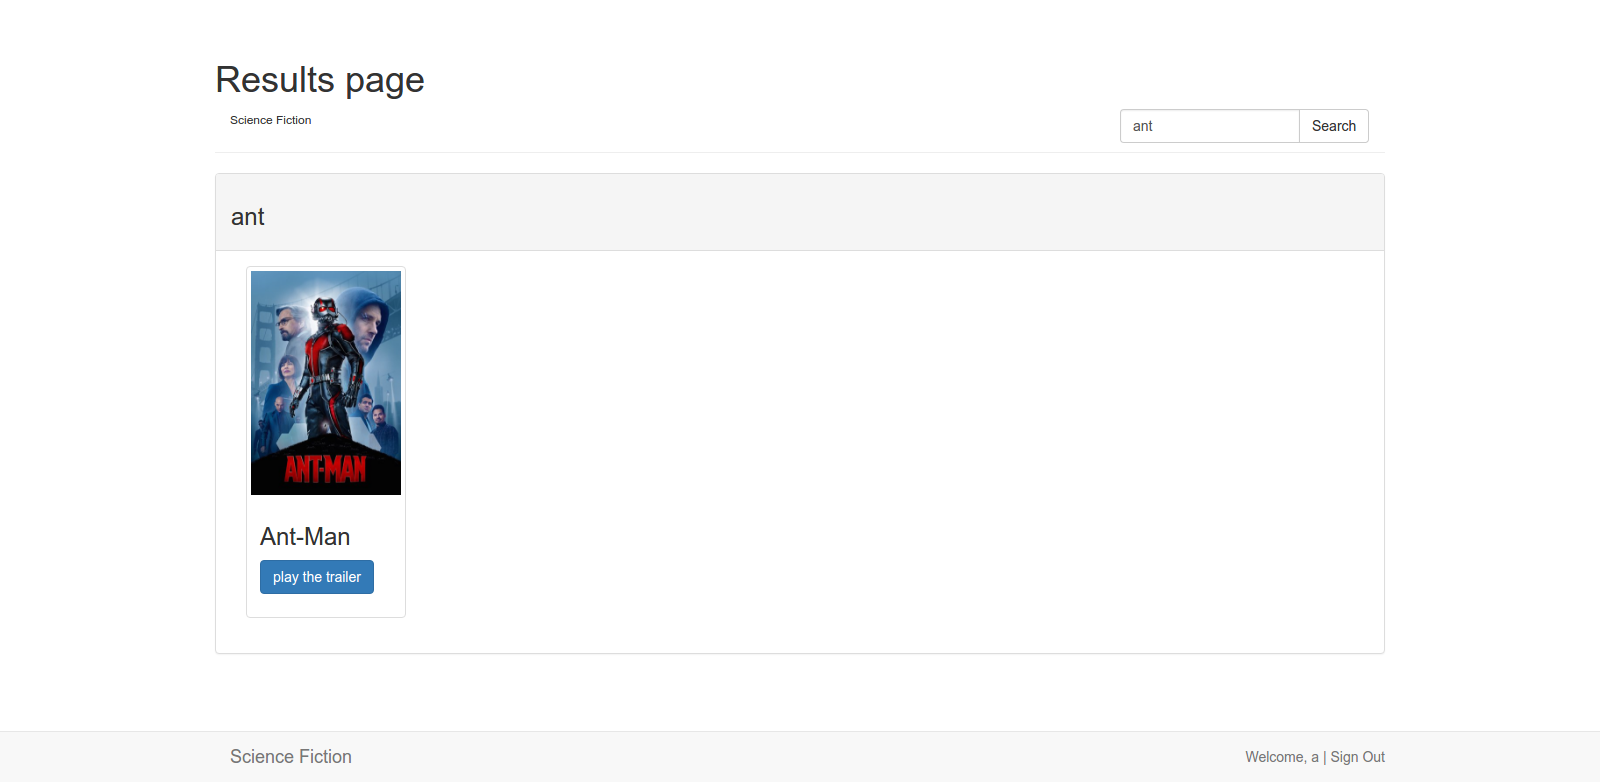 Results page
Science Fiction
ant
Search
ant
ANT-MAN
Ant-Man
play the trailer
Science Fiction
Welcome, a | Sign Out